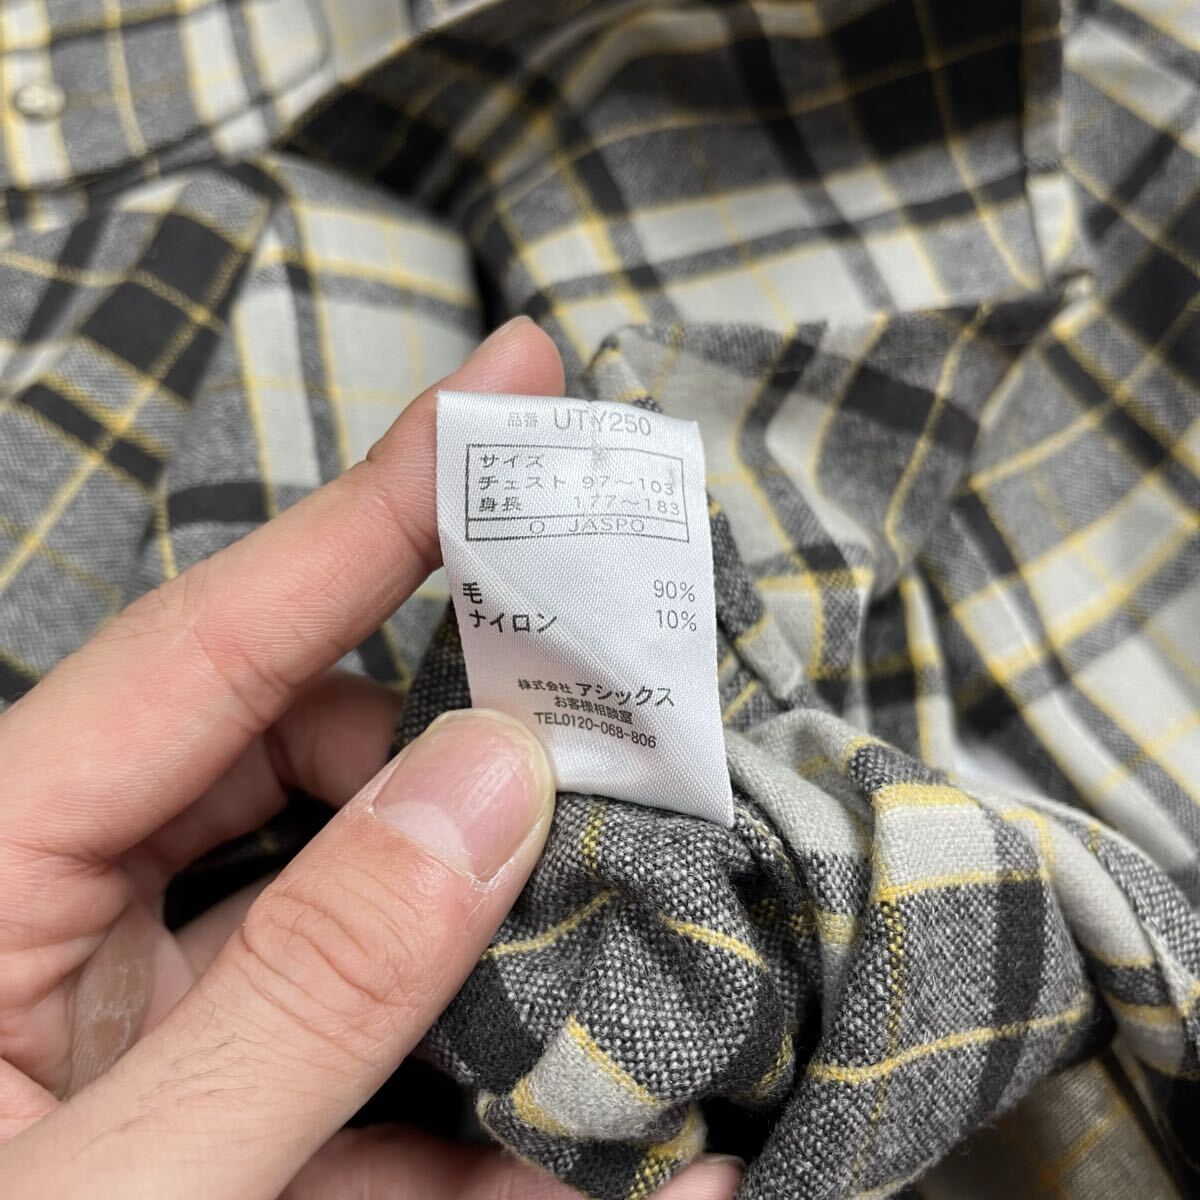 品番 UTY250
サイズ
チェスト 97〜103
身長 177〜183
O JASPO
毛 90%
ナイロン 10%
株式会社 アシックス
お客様相談室
TEL0120-068-806